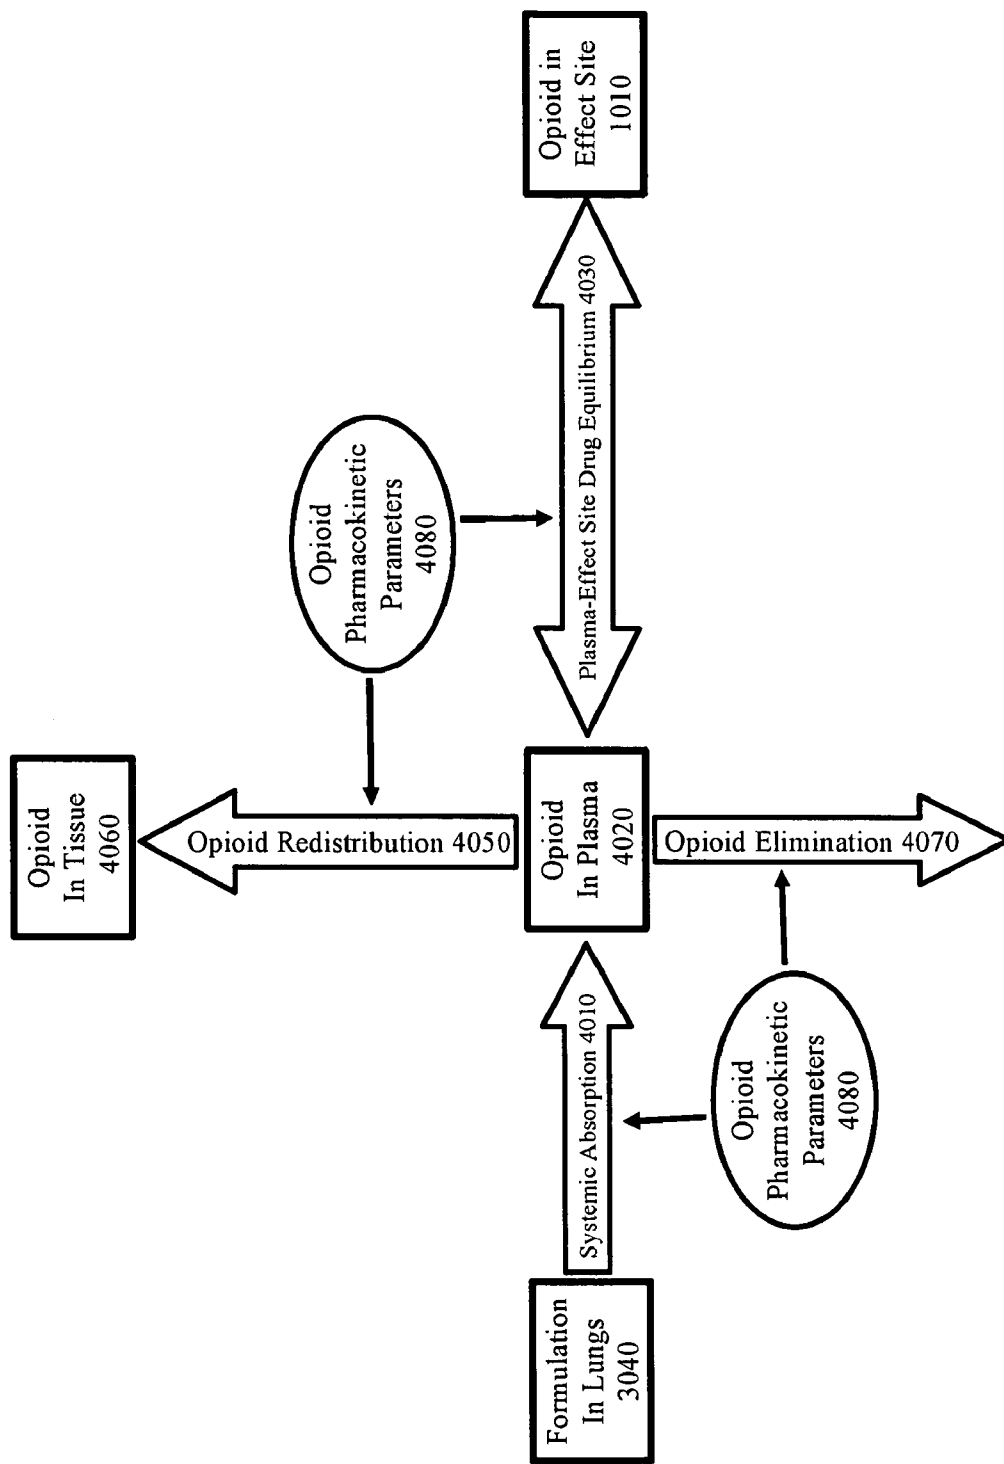 Opioid
In Tissue
4060
Opioid Redistribution 4050
Opioid
Pharmacokinetic
Parameters
4080
Formulation
In Lungs
3040
Systemic Absorption 4010
Opioid
In Plasma
4020
Plasma-Effect Site Drug Equilibrium 4030
Opioid in
Effect Site
1010
Opioid
Pharmacokinetic
Parameters
4080
Opioid Elimination 4070